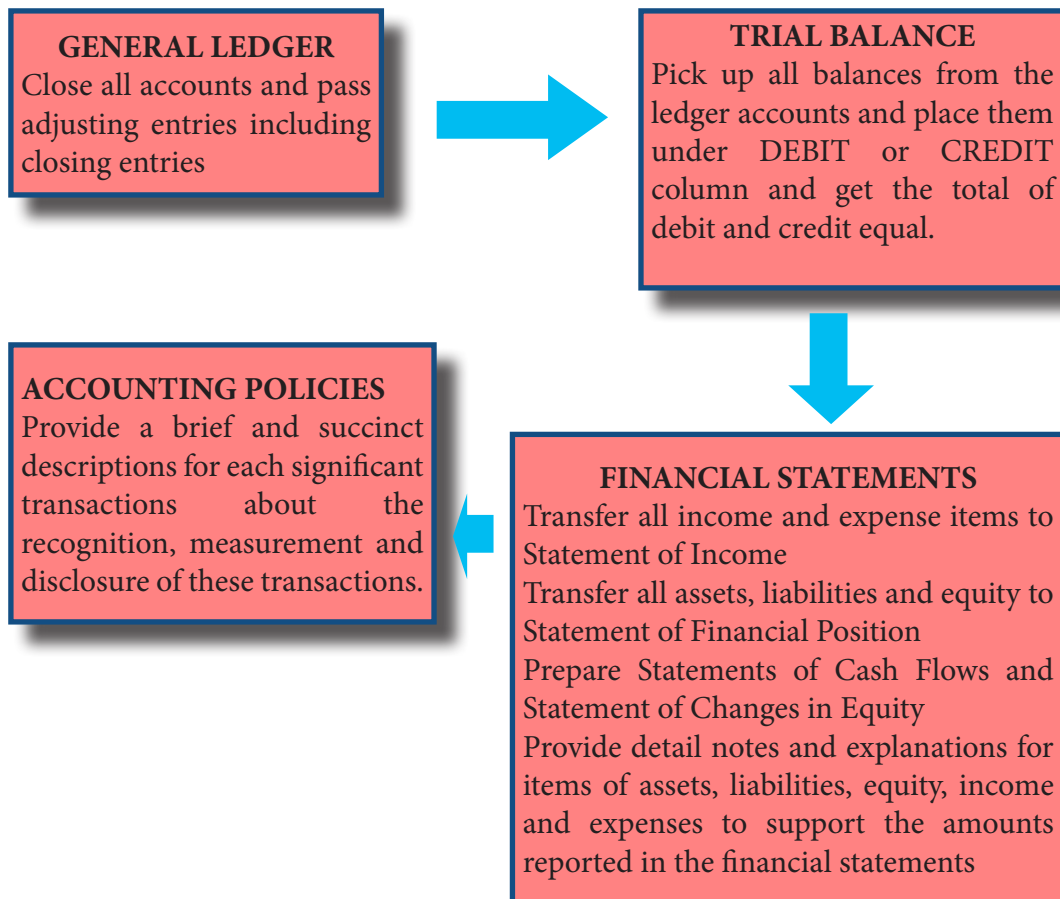 GENERAL LEDGER
Close all accounts and pass
adjusting entries including
closing entries
TRIAL BALANCE
Pick up all balances from the
ledger accounts and place them
under DEBIT or CREDIT
column and get the total of
debit and credit equal.
FINANCIAL STATEMENTS
Transfer all income and expense items to
Statement of Income
Transfer all assets, liabilities and equity to
Statement of Financial Position
Prepare Statements of Cash Flows and
Statement of Changes in Equity
Provide detail notes and explanations for
items of assets, liabilities, equity, income
and expenses to support the amounts
reported in the financial statements
ACCOUNTING POLICIES
Provide a brief and succinct
descriptions for each significant
transactions about the
recognition, measurement and
disclosure of these transactions.